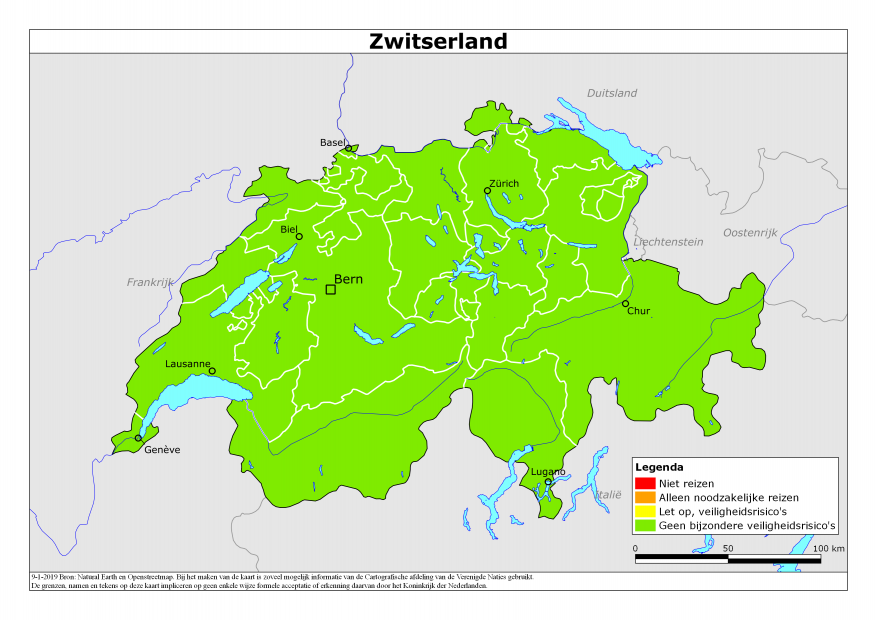 Zwitserland
Duitsland
Basel
Zürich
Biel
Liechtenstein
Oostenrijk
Frankrijk
Bern
Chur
Lausanne
Genève
Lugano
Italië
Legenda
Niet reizen
Alleen noodzakelijke reizen
Let op, veiligheidsrisico's
Geen bijzondere veiligheidsrisico's
0 50 100 km
9-1-2019 Bron: Natural Earth en Openstreetmap. Bij het maken van de kaart is zoveel mogelijk informatie van de Cartografische afdeling van de Verenigde Naties gebruikt.
De grenzen, namen en tekens op deze kaart impliceren op geen enkele wijze formele acceptatie of erkenning daarvan door het Koninkrijk der Nederlanden.